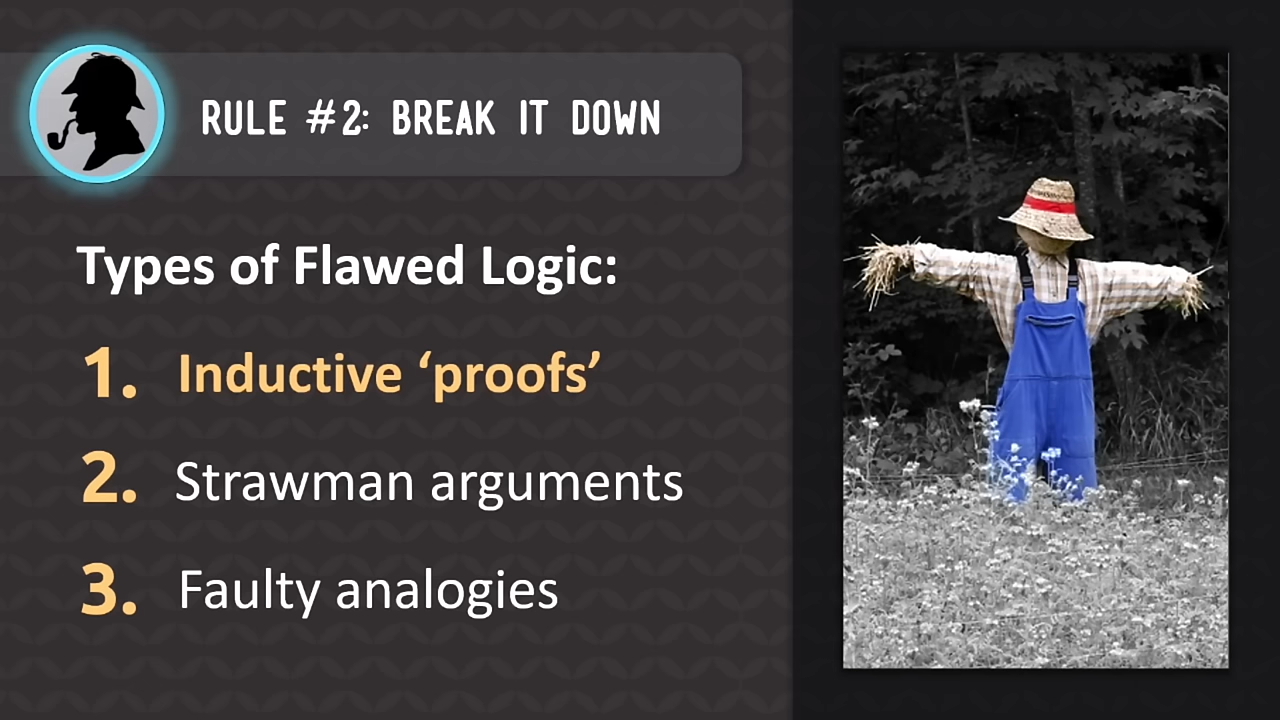 RULE #2: BREAK IT DOWN
Types of Flawed Logic:
1. Inductive ‘proofs’
2. Strawman arguments
3. Faulty analogies